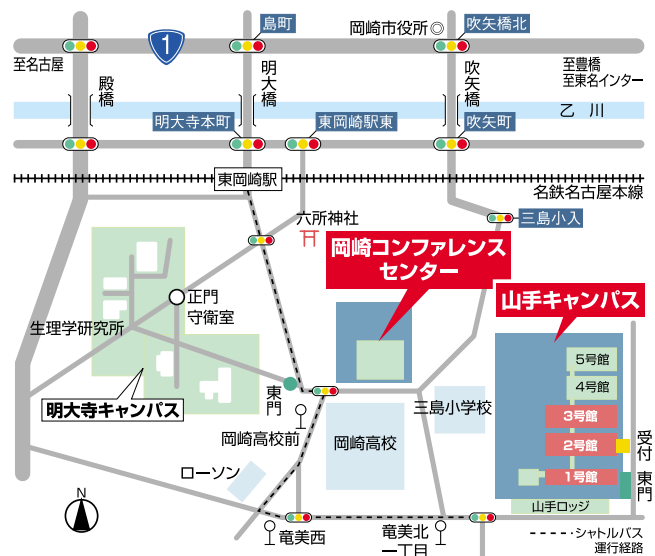 島町
岡崎市役所
吹矢橋北
1
至名古屋
至豊橋
至東名インター
殿橋
明大橋
吹矢橋
乙川
明大寺本町
東岡崎駅東
吹矢町
東岡崎駅
名鉄名古屋本線
六所神社
三島小入
岡崎コンファレンス
センター
山手キャンパス
正門
守衛室
生理学研究所
5号館
4号館
3号館
2号館
1号館
受付
東門
明大寺キャンパス
東門
三島小学校
岡崎高校前
岡崎高校
ローソン
山手ロッジ
N
竜美西
竜美北
一丁目
シャトルバス
運行経路